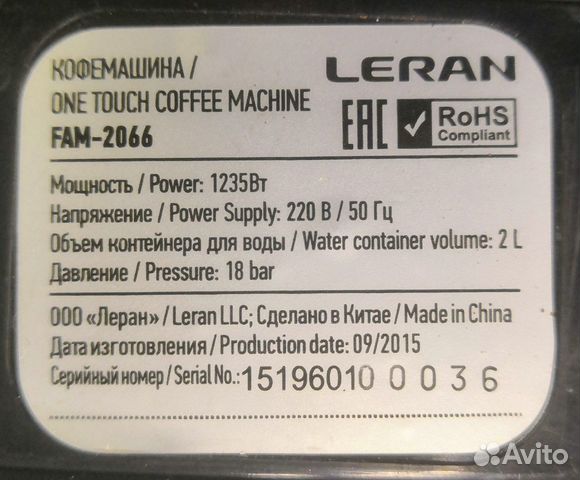 КОФЕМАШИНА /
ONE TOUCH COFFEE MACHINE
FAM-2066
LERAN
EAC
RoHS
Compliant
Мощность / Power: 1235Вт
Напряжение / Power Supply: 220 В / 50 Гц
Объем контейнера для воды / Water container volume: 2 L
Давление / Pressure: 18 bar
ООО «Леран» / Leran LLC; Сделано в Китае / Made in China
Дата изготовления / Production date: 09/2015
Серийный номер / Serial No.: 15196010 0 0 3 6
Avito